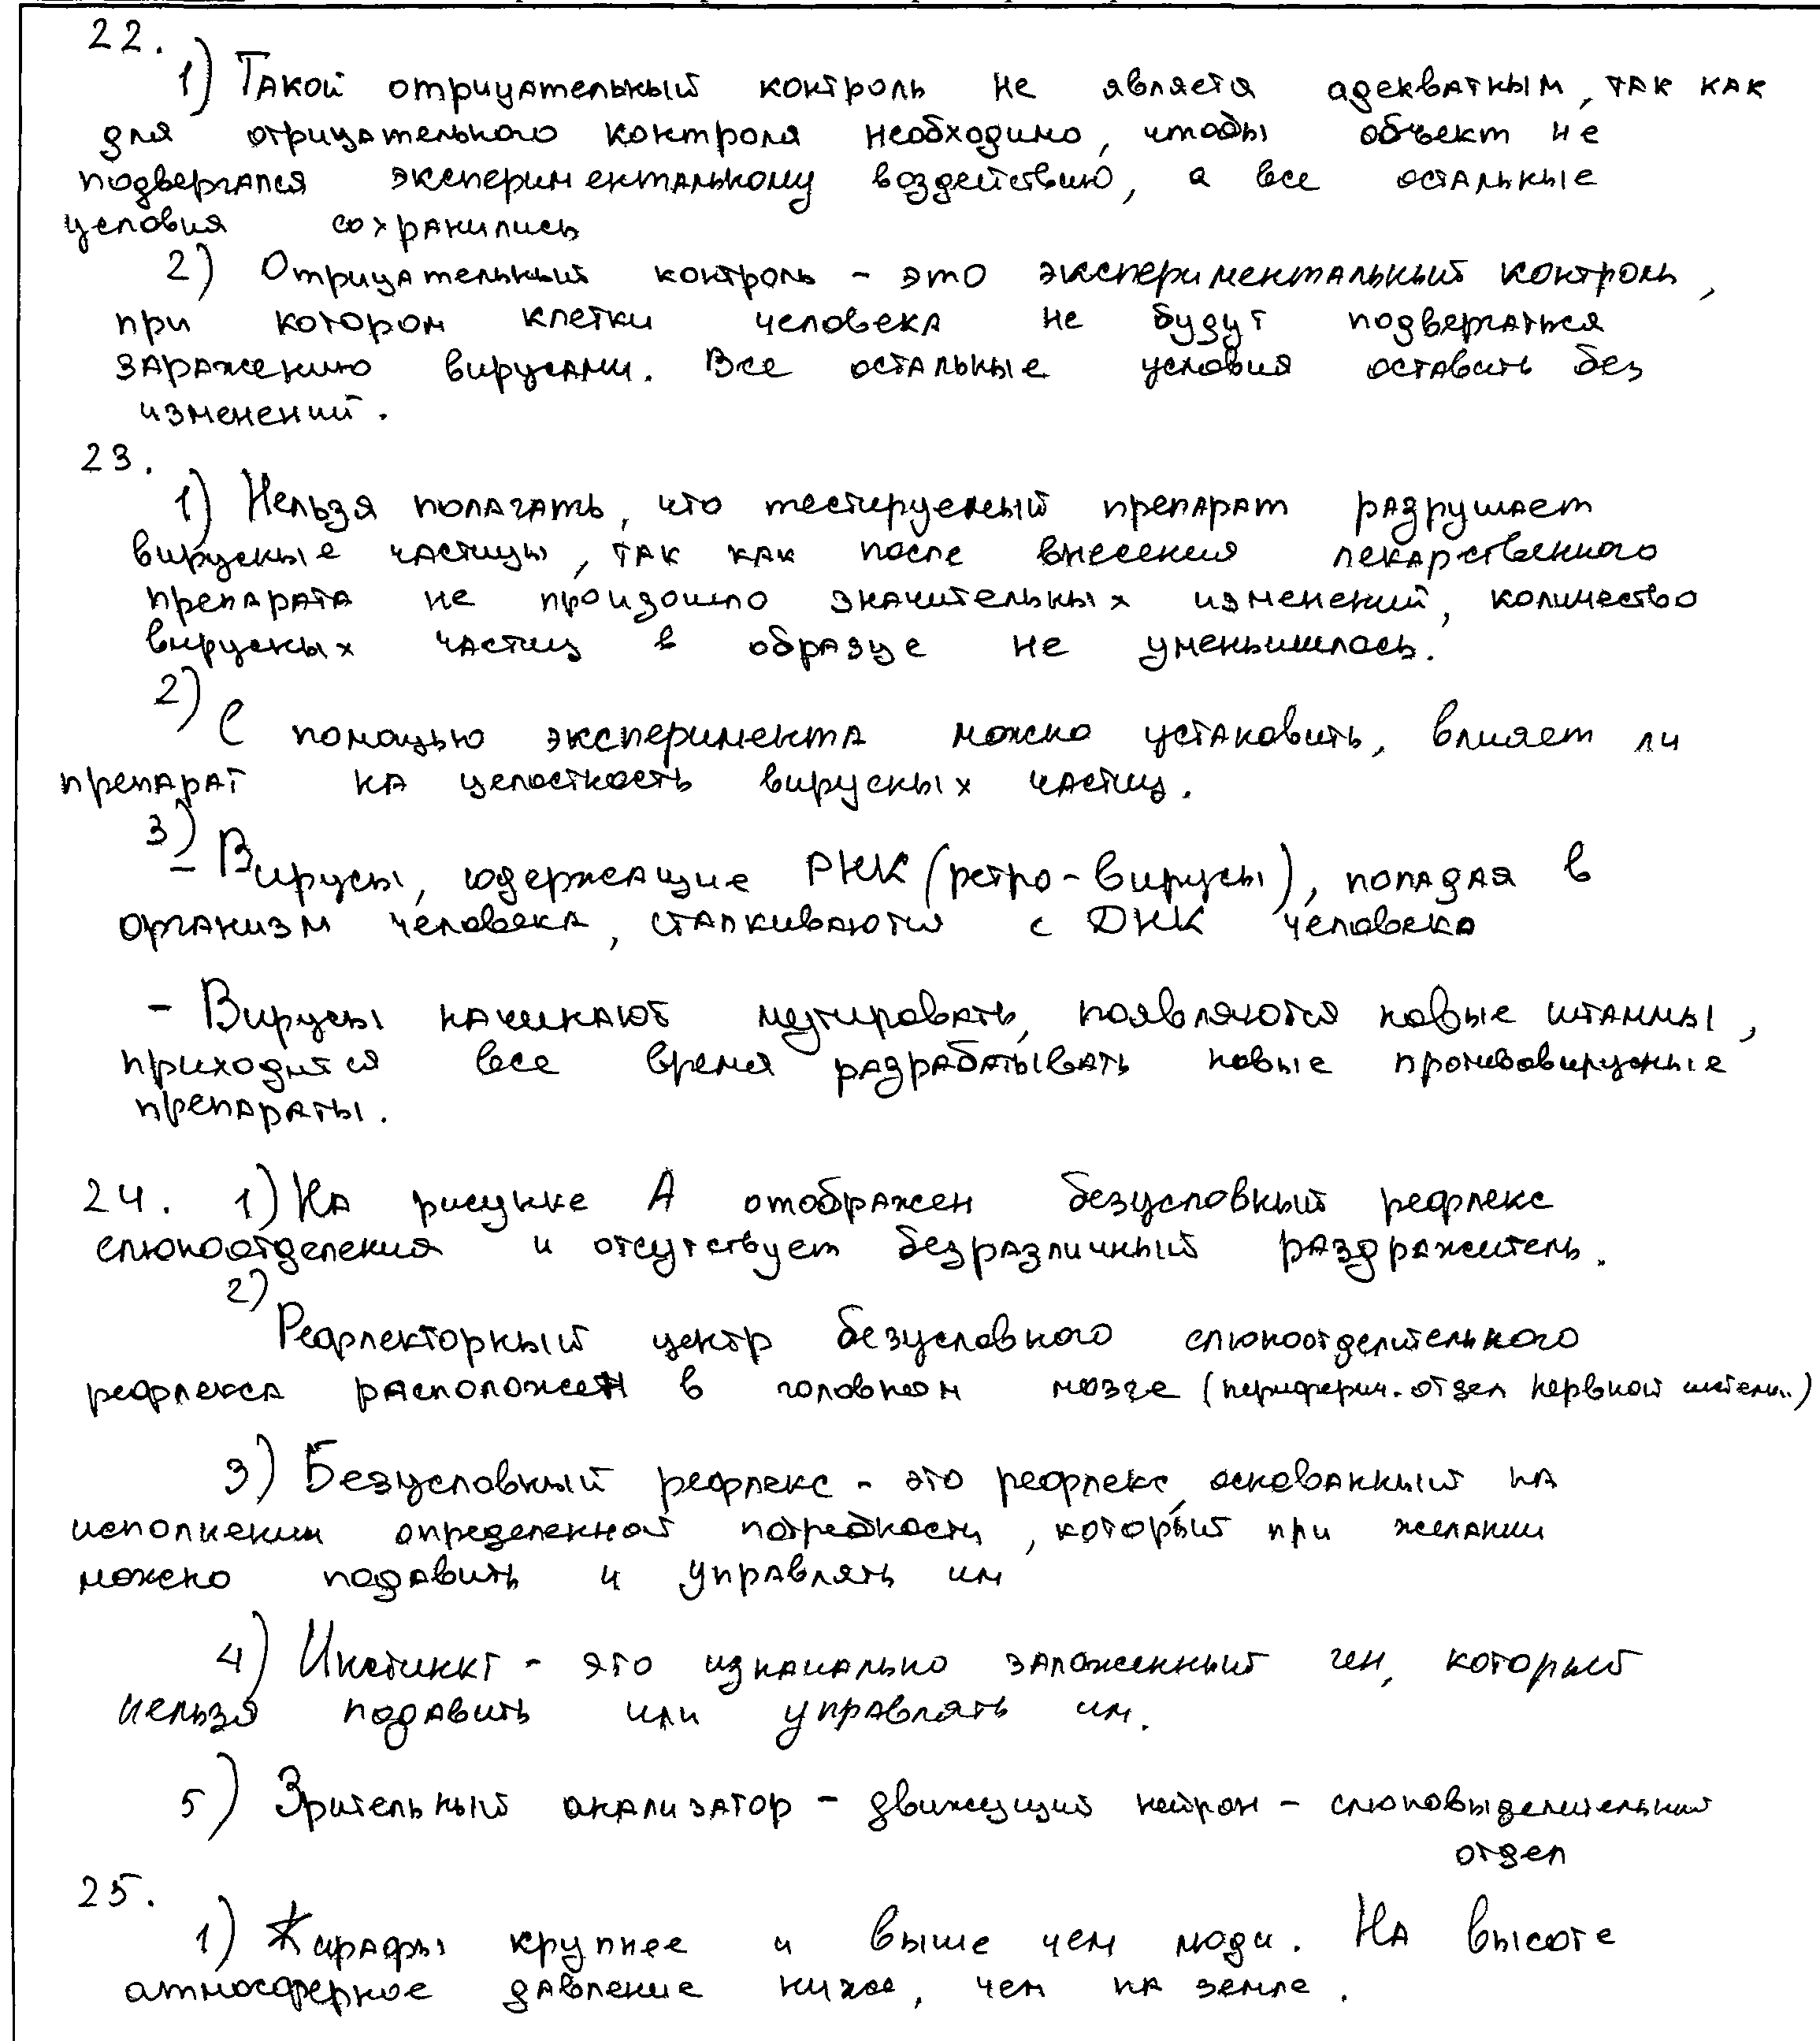 22.
1) Такой отрицательный контроль не является адекватным, так как
для отрицательного контроля необходимо, чтобы объект не
подвергался экспериментальному воздействию, а все остальные
условия сохранились
2) Отрицательный контроль - это экспериментальный контроль,
при котором клетки человека не будут подвергаться
заражению вирусами. Все остальные условия оставить без
изменений.
23.
1) Нельзя полагать, что тестируемый препарат разрушает
вирусные частицы, так как после внесения лекарственного
препарата не произошло значительных изменений, количество
вирусных частиц в образце не уменьшилось.
2) С помощью эксперимента можно установить, влияет ли
препарат на целостность вирусных частиц.
3)
- Вирусы, содержащие РНК (ретро-вирусы), попадая в
организм человека, сталкиваются с ДНК человека
- Вирусы начинают мутировать, появляются новые штаммы,
приходится все время разрабатывать новые противовирусные
препараты.
24. 1) На рисунке А отображен безусловный рефлекс
слюноотделения и отсутствует безразличный раздражитель.
2)
Рефлекторный центр безусловного слюноотделительного
рефлекса расположен в головном мозге (периферич. отдел нервной систем..)
3) Безусловный рефлекс - это рефлекс, основанный на
исполнении определенной потребности, который при желании
можно подавить и управлять им
4) Инстинкт - это изначально заложенный ген, который
нельзя подавить или управлять им.
5) Зрительный анализатор - движущий нейрон - слюновыделительный
отдел
25.
1) Жирафы крупнее и выше чем люди. На высоте
атмосферное давление ниже, чем на земле.